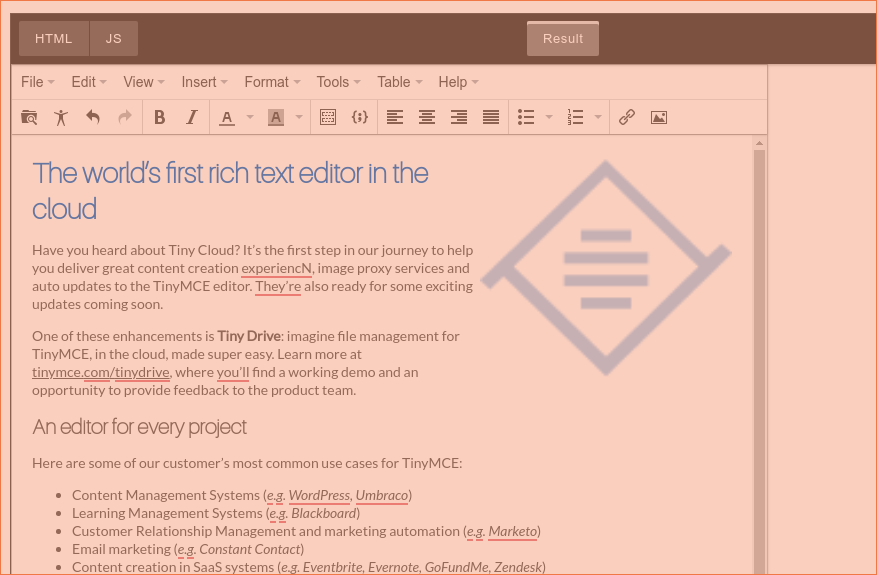 HTML JS Result
File Edit View Insert Format Tools Table Help
B I A A
The world's first rich text editor in the
cloud
Have you heard about Tiny Cloud? It's the first step in our journey to help
you deliver great content creation experiencN, image proxy services and
auto updates to the TinyMCE editor. They're also ready for some exciting
updates coming soon.
One of these enhancements is Tiny Drive: imagine file management for
TinyMCE, in the cloud, made super easy. Learn more at
tinymce.com/tinydrive, where you'll find a working demo and an
opportunity to provide feedback to the product team.
An editor for every project
Here are some of our customer's most common use cases for TinyMCE:
• Content Management Systems (e.g. WordPress, Umbraco)
• Learning Management Systems (e.g. Blackboard)
• Customer Relationship Management and marketing automation (e.g. Marketo)
• Email marketing (e.g. Constant Contact)
• Content creation in SaaS systems (e.g. Eventbrite, Evernote, GoFundMe, Zendesk)